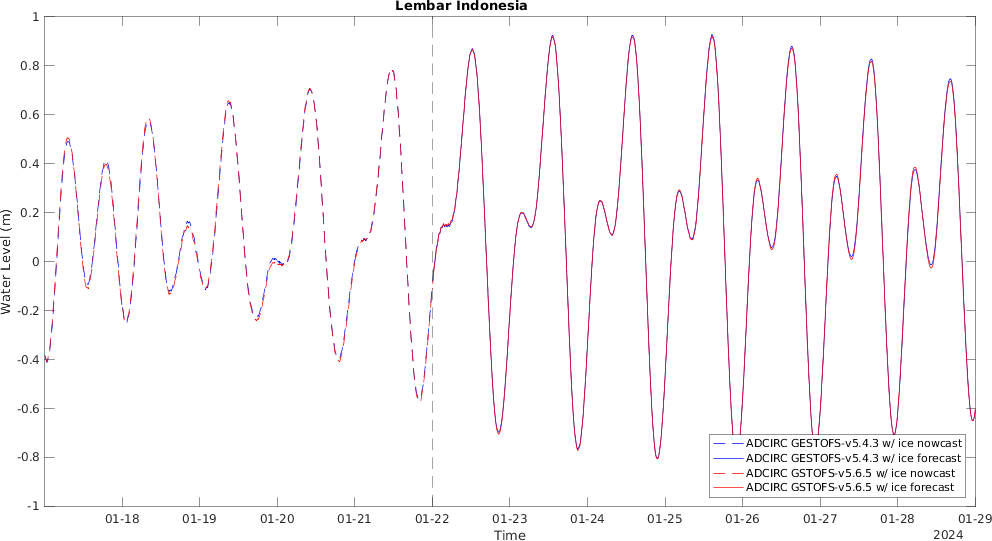 Lembar Indonesia
1
0.8
0.6
0.4
0.2
0
-0.2
-0.4
-0.6
-0.8
-1
Water Level (m)
ADCIRC GESTOFS-v5.4.3 w/ ice nowcast
ADCIRC GESTOFS-v5.4.3 w/ ice forecast
ADCIRC GSTOFS-v5.6.5 w/ ice nowcast
ADCIRC GSTOFS-v5.6.5 w/ ice forecast
01-18 01-19 01-20 01-21 01-22 01-23 01-24 01-25 01-26 01-27 01-28 01-29
Time
2024